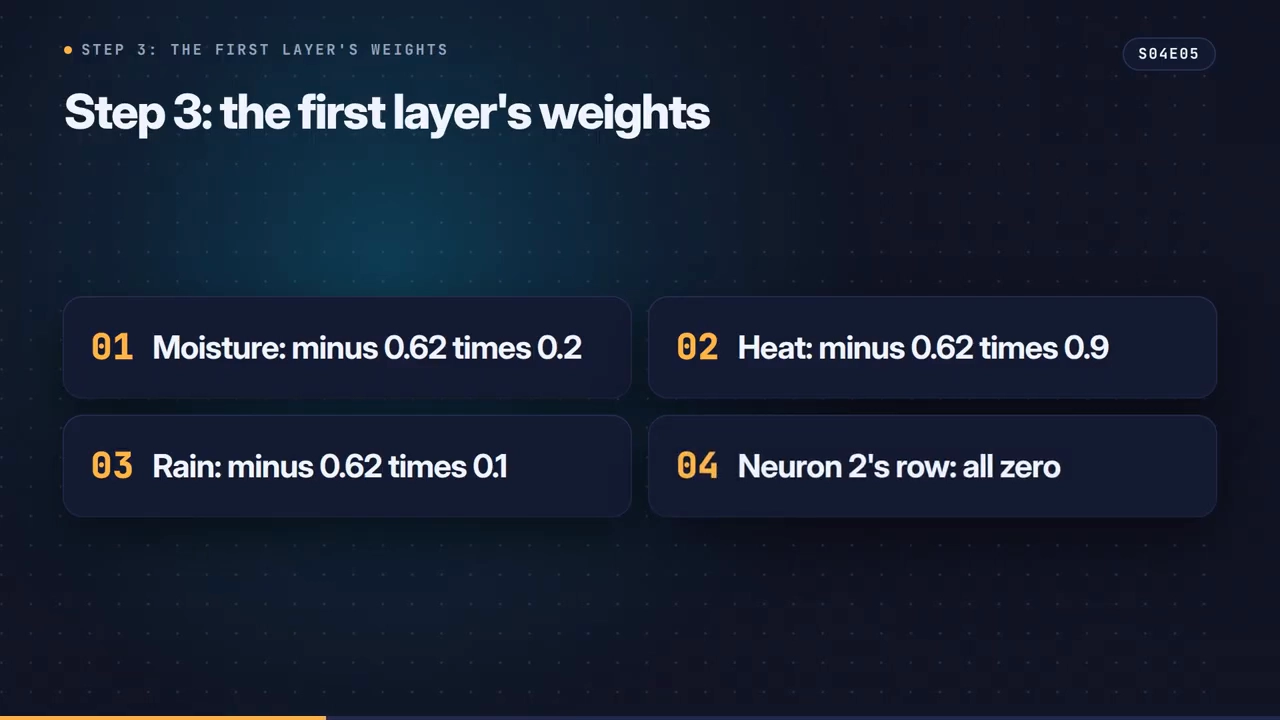 STEP 3: THE FIRST LAYER'S WEIGHTS
S04E05
Step 3: the first layer's weights
01 Moisture: minus 0.62 times 0.2
02 Heat: minus 0.62 times 0.9
03 Rain: minus 0.62 times 0.1
04 Neuron 2's row: all zero